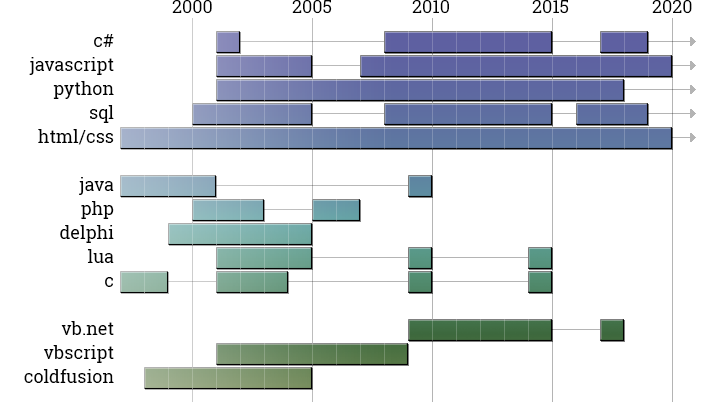 2000 2005 2010 2015 2020
c#
javascript
python
sql
html/css
java
php
delphi
lua
c
vb.net
vbscript
coldfusion